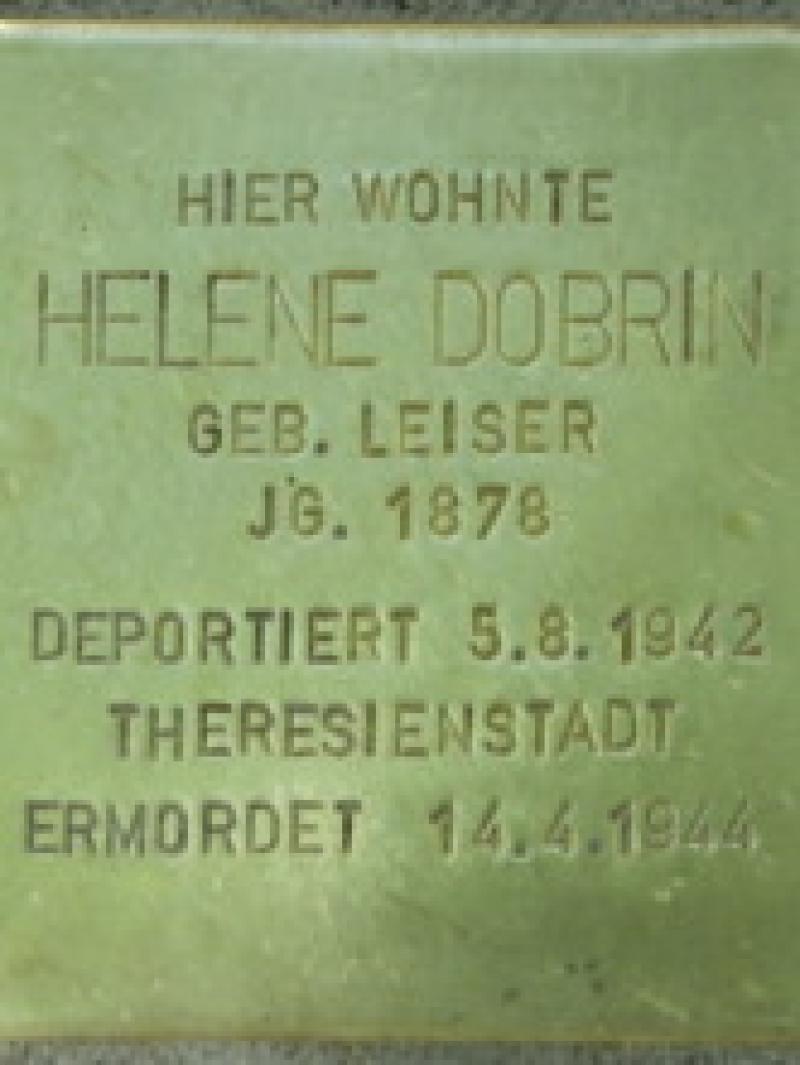 HIER WOHNTE
HELENE DOBRIN
GEB. LEISER
JG. 1878
DEPORTIERT 5.8.1942
THERESIENSTADT
ERMORDET 14.4.1944